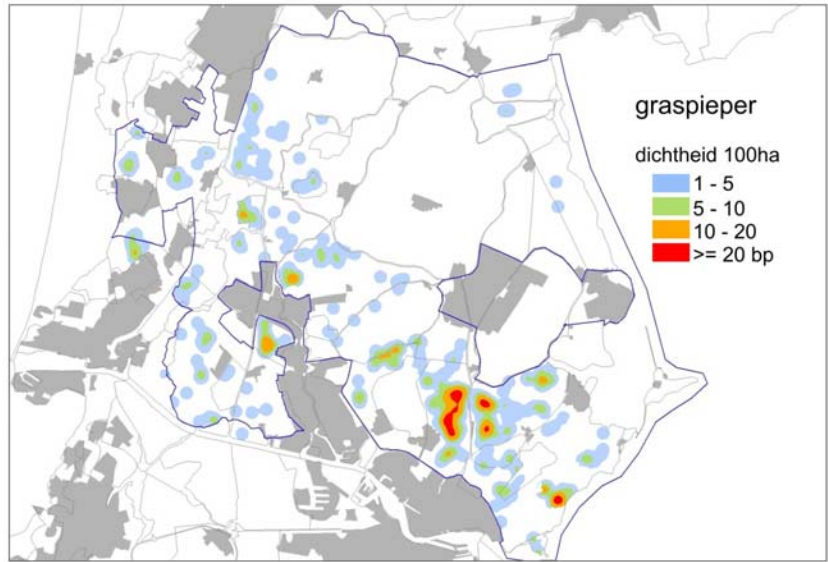 graspieper
dichtheid 100ha
1 - 5
5 - 10
10 - 20
>= 20 bp